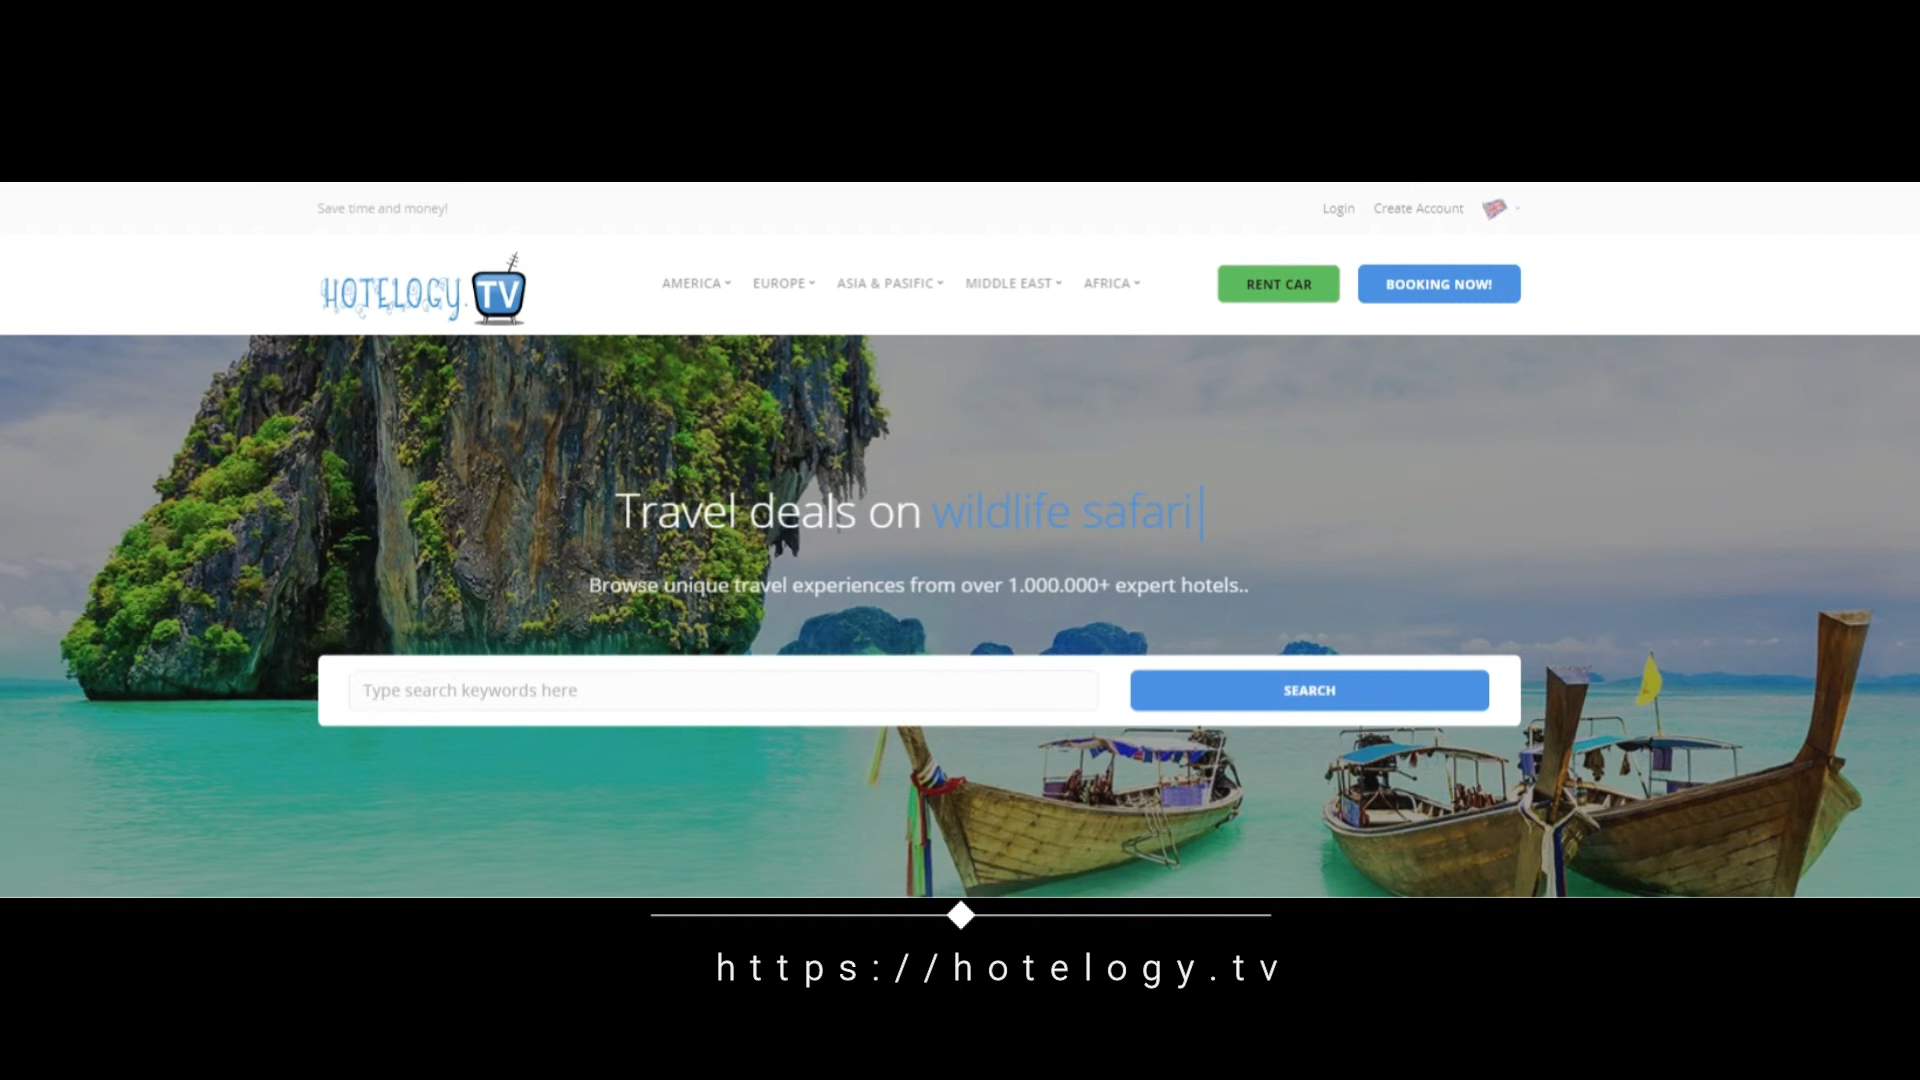 Save time and money!
Login Create Account
HOTELOGY.TV
AMERICA EUROPE ASIA & PASIFIC MIDDLE EAST AFRICA
RENT CAR BOOKING NOW!
Travel deals on wildlife safari
Browse unique travel experiences from over 1.000.000+ expert hotels..
Type search keywords here SEARCH
https://hotelogy.tv